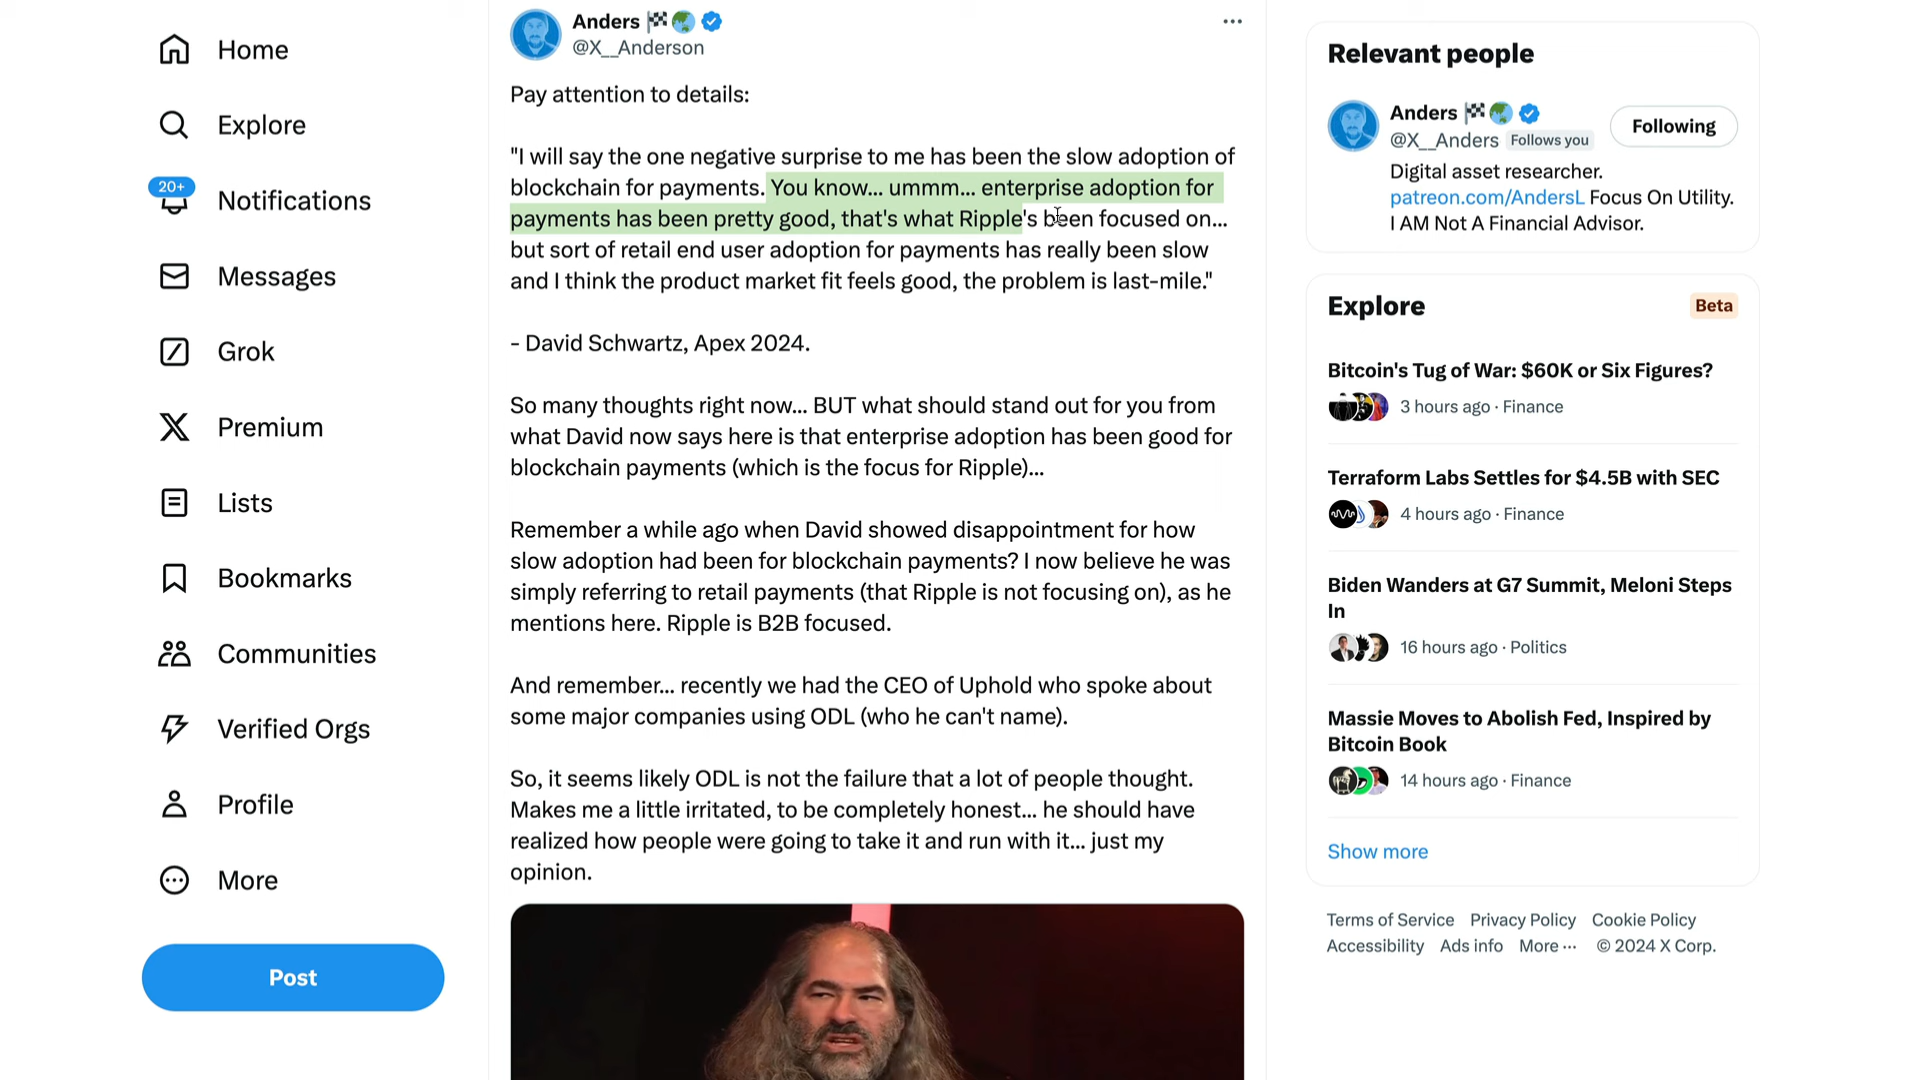 Home
Explore
20+
Notifications
Messages
Grok
Premium
Lists
Bookmarks
Communities
Verified Orgs
Profile
More
Post
Anders
@X__Anderson
Pay attention to details:
"I will say the one negative surprise to me has been the slow adoption of
blockchain for payments. You know... ummm... enterprise adoption for
payments has been pretty good, that's what Ripple's been focused on...
but sort of retail end user adoption for payments has really been slow
and I think the product market fit feels good, the problem is last-mile."
- David Schwartz, Apex 2024.
So many thoughts right now... BUT what should stand out for you from
what David now says here is that enterprise adoption has been good for
blockchain payments (which is the focus for Ripple)...
Remember a while ago when David showed disappointment for how
slow adoption had been for blockchain payments? I now believe he was
simply referring to retail payments (that Ripple is not focusing on), as he
mentions here. Ripple is B2B focused.
And remember... recently we had the CEO of Uphold who spoke about
some major companies using ODL (who he can't name).
So, it seems likely ODL is not the failure that a lot of people thought.
Makes me a little irritated, to be completely honest... he should have
realized how people were going to take it and run with it... just my
opinion.
Relevant people
Anders
@X__Anders Follows you
Following
Digital asset researcher.
patreon.com/AndersL Focus On Utility.
I AM Not A Financial Advisor.
Explore
Beta
Bitcoin's Tug of War: $60K or Six Figures?
3 hours ago · Finance
Terraform Labs Settles for $4.5B with SEC
4 hours ago · Finance
Biden Wanders at G7 Summit, Meloni Steps
In
16 hours ago · Politics
Massie Moves to Abolish Fed, Inspired by
Bitcoin Book
14 hours ago · Finance
Show more
Terms of Service Privacy Policy Cookie Policy
Accessibility Ads info More ··· © 2024 X Corp.